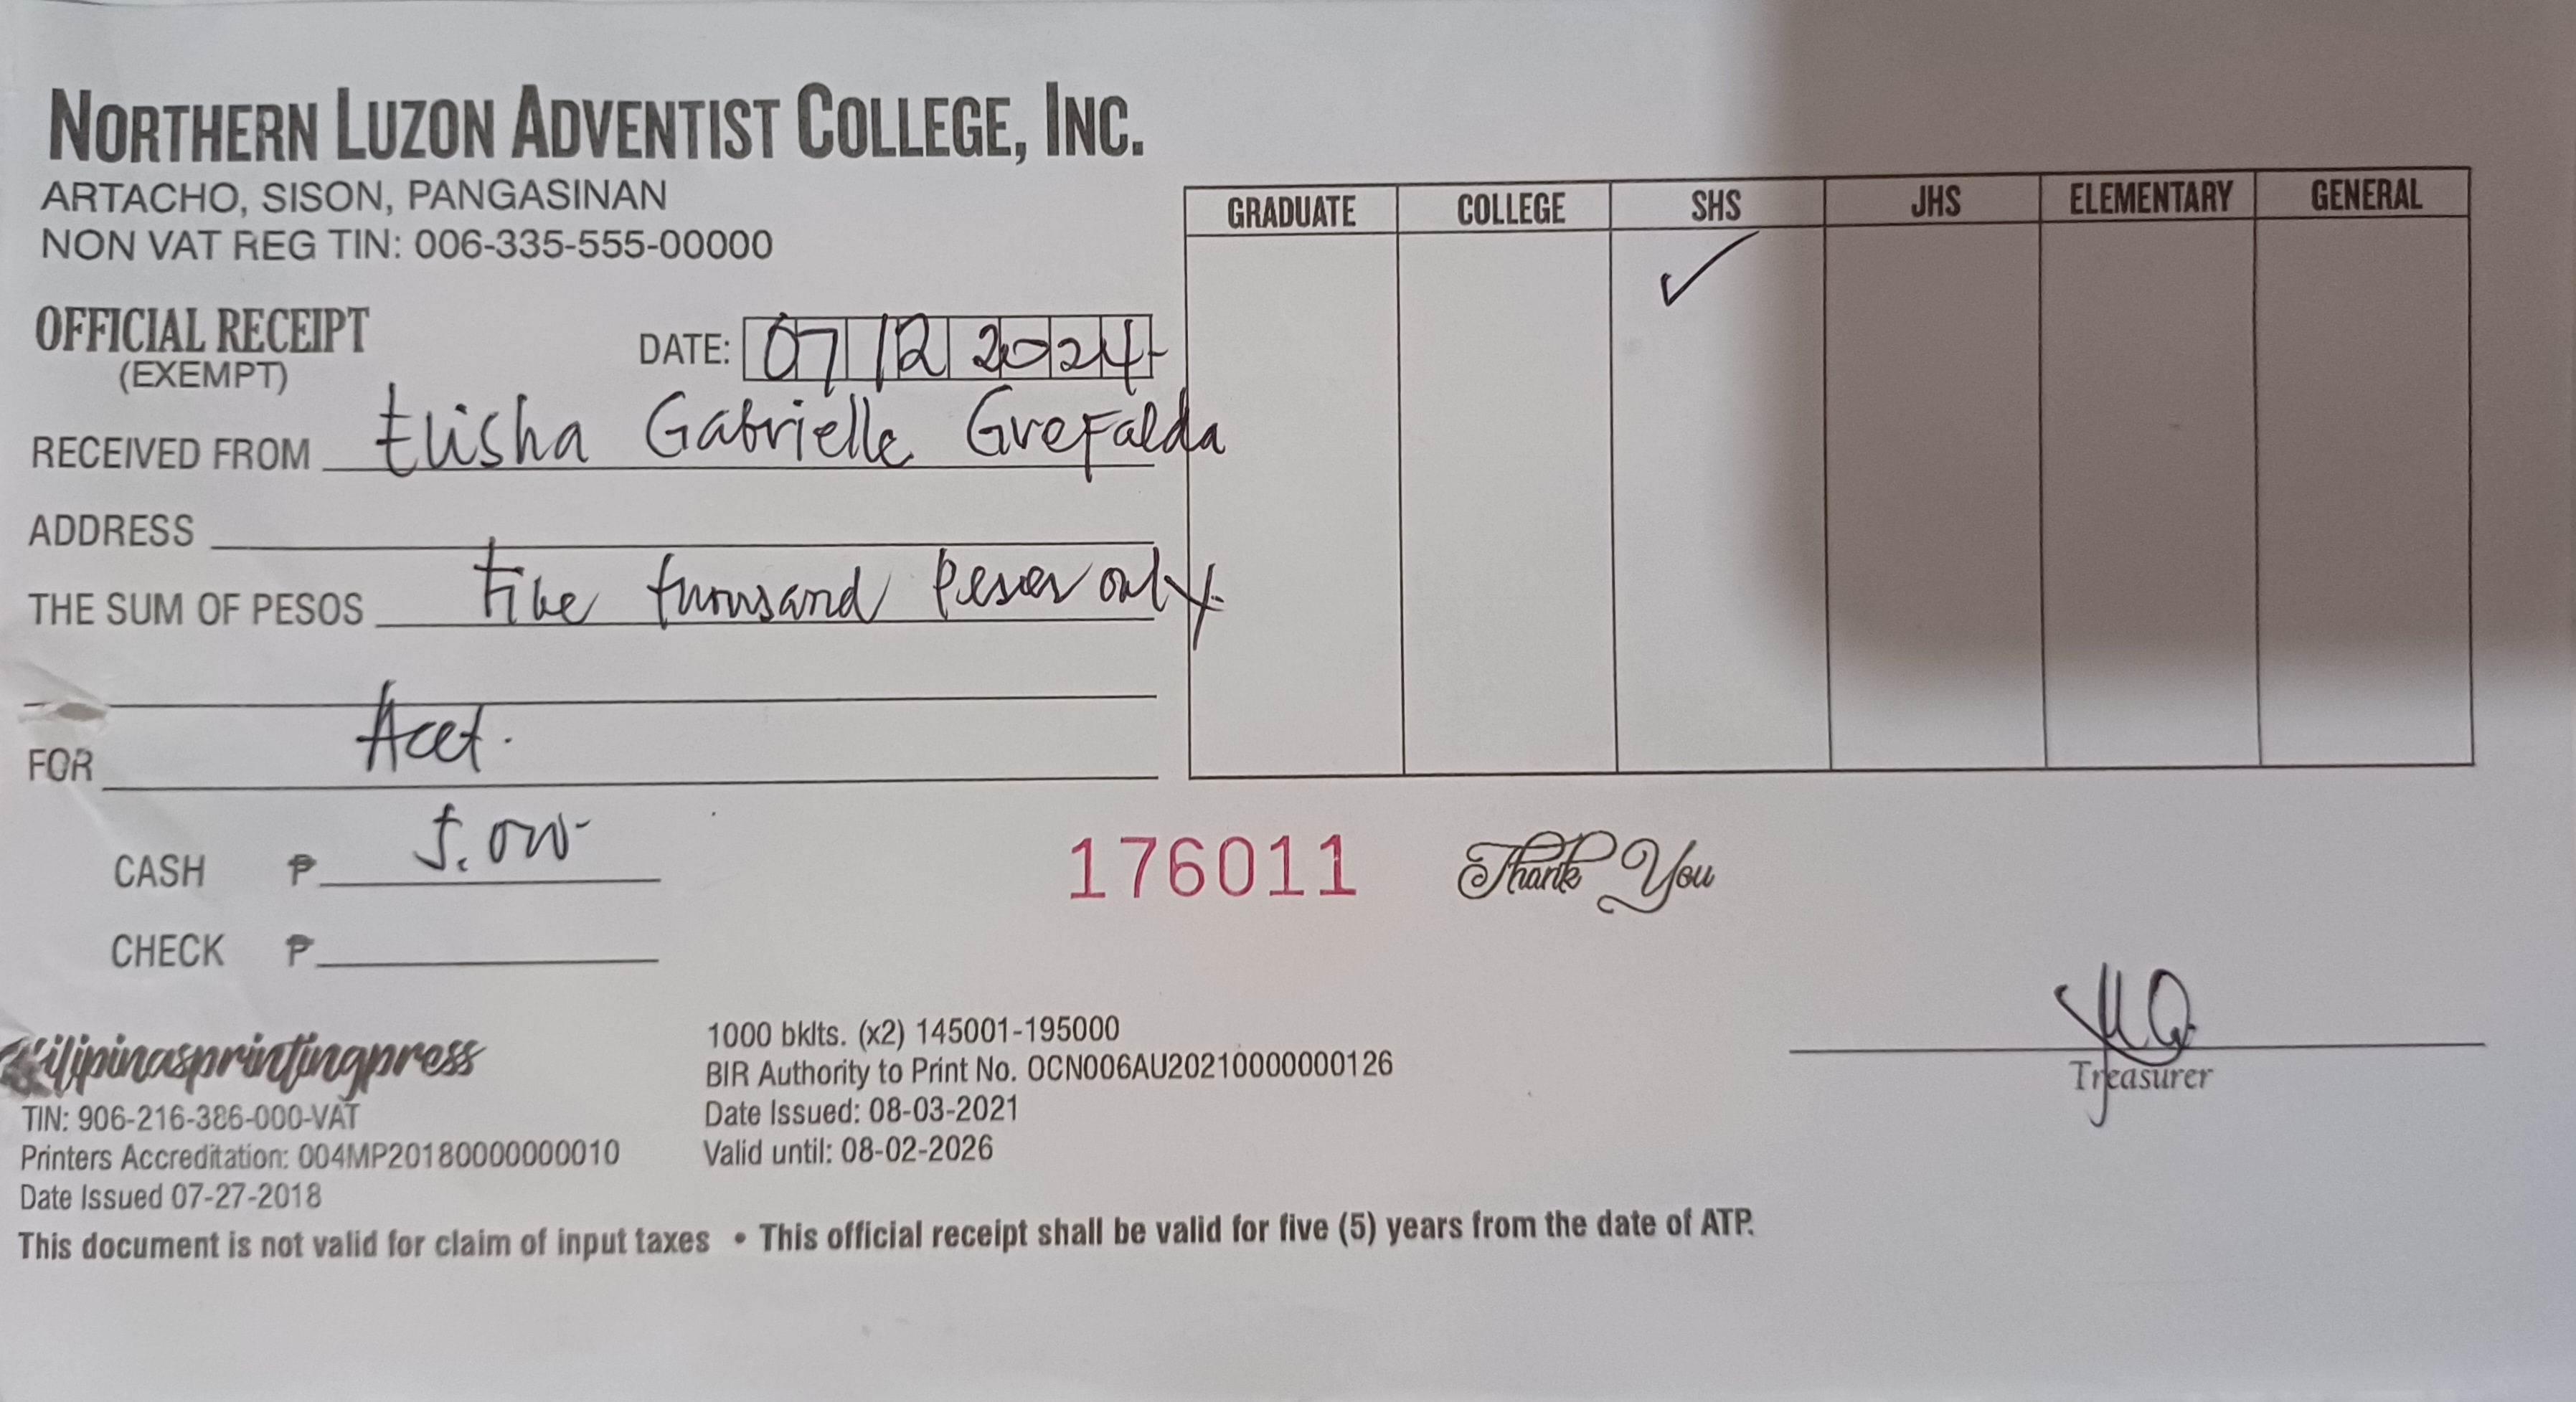 NORTHERN LUZON ADVENTIST COLLEGE, INC.
ARTACHO, SISON, PANGASINAN
NON VAT REG TIN: 006-335-555-00000
GRADUATE COLLEGE SHS JHS ELEMENTARY GENERAL
✓
OFFICIAL RECEIPT
(EXEMPT)
DATE: 07 12 2024
RECEIVED FROM Elisha Gabrielle Grefalda
ADDRESS
THE SUM OF PESOS Five thousand Pesos only
FOR Acct.
CASH ₱ 5,000-
CHECK ₱
176011
Thank You
Treasurer
filipinasprintingpress
TIN: 906-216-386-000-VAT
Printers Accreditation: 004MP20180000000010
Date Issued 07-27-2018
1000 bklts. (x2) 145001-195000
BIR Authority to Print No. OCN006AU20210000000126
Date Issued: 08-03-2021
Valid until: 08-02-2026
This document is not valid for claim of input taxes • This official receipt shall be valid for five (5) years from the date of ATP.